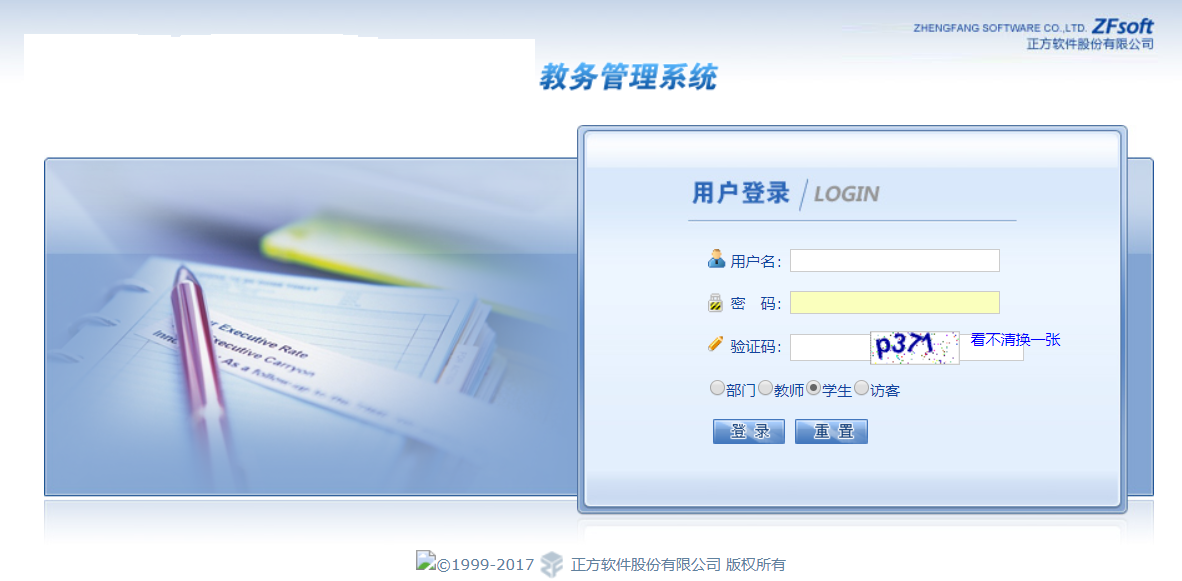 ZHENGFANG SOFTWARE CO.,LTD. ZFsoft
正方软件股份有限公司
教务管理系统
用户登录 / LOGIN
用户名：
密 码：
验证码： p371 看不清换一张
部门 教师 学生 访客
登 录 重 置
Executive Rate
Executive Carryon
As a follow-up to the
©1999-2017 正方软件股份有限公司 版权所有